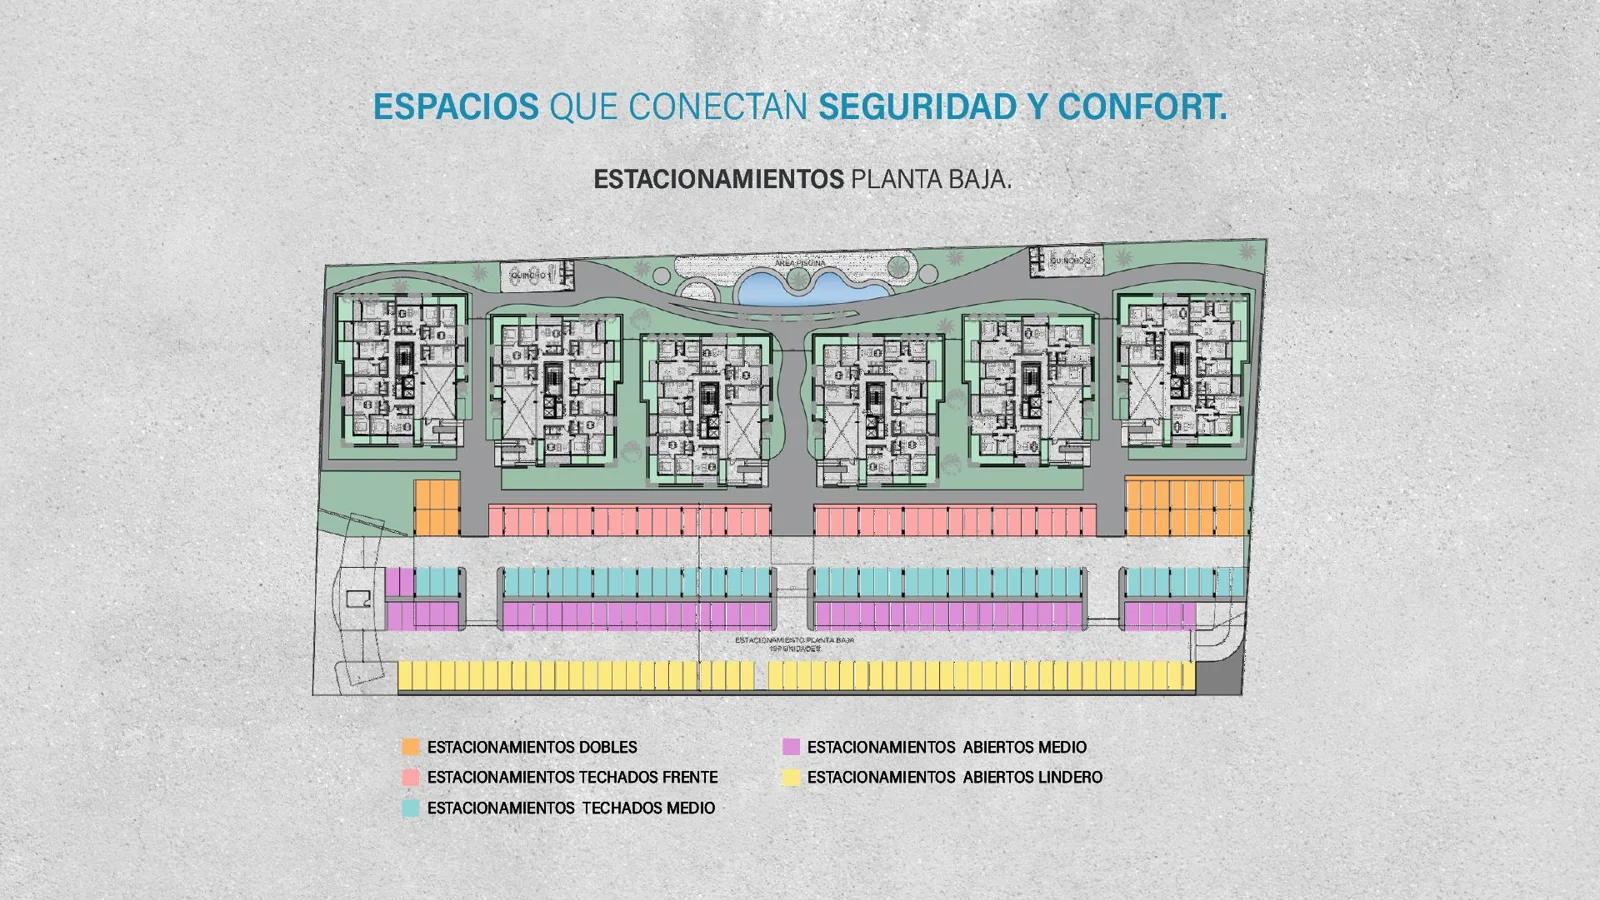 ESPACIOS QUE CONECTAN SEGURIDAD Y CONFORT.
ESTACIONAMIENTOS PLANTA BAJA.
AREA PISCINA
QUINCHO 1
QUINCHO 2
ESTACIONAMIENTO PLANTA BAJA
ESTACIONAMIENTOS DOBLES
ESTACIONAMIENTOS TECHADOS FRENTE
ESTACIONAMIENTOS TECHADOS MEDIO
ESTACIONAMIENTOS ABIERTOS MEDIO
ESTACIONAMIENTOS ABIERTOS LINDERO